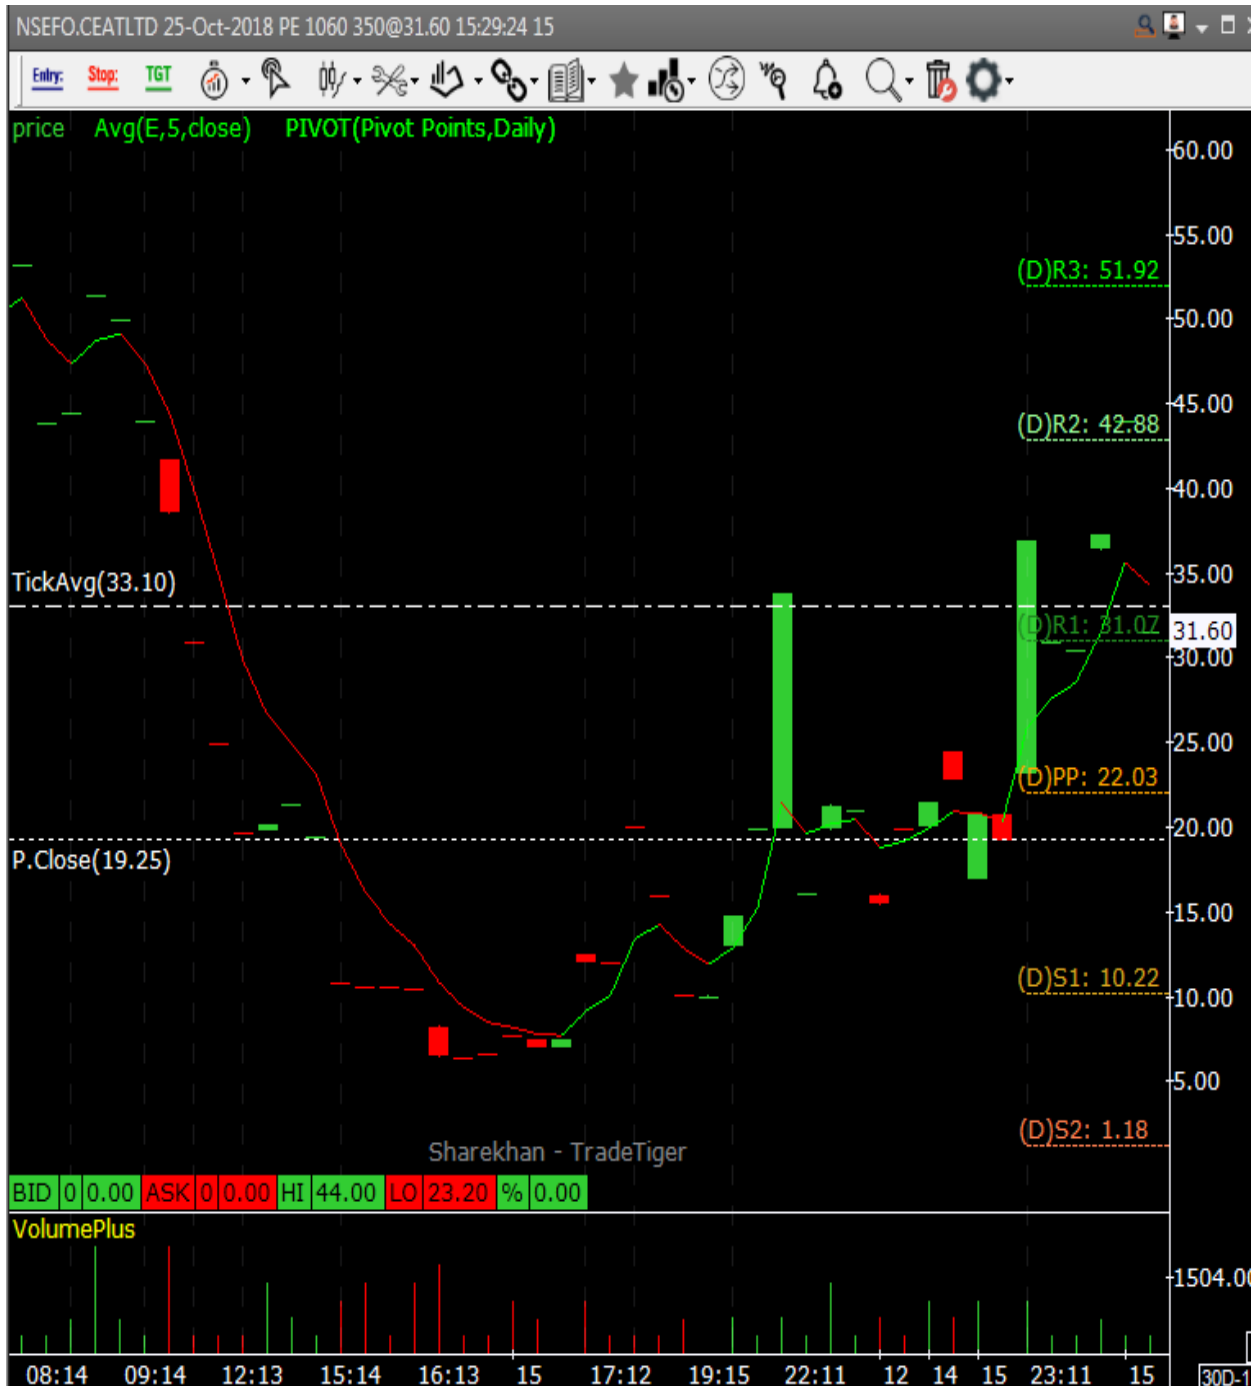 NSEFO.CEATLTD 25-Oct-2018 PE 1060 350@31.60 15:29:24 15
Entry: Stop: TGT
price Avg(E,5,close) PIVOT(Pivot Points,Daily)
60.00
55.00
(D)R3: 51.92
50.00
45.00
(D)R2: 42.88
40.00
35.00
TickAvg(33.10)
(D)R1: 31.07
31.60
30.00
25.00
(D)PP: 22.03
20.00
P.Close(19.25)
15.00
(D)S1: 10.22
10.00
5.00
(D)S2: 1.18
Sharekhan - TradeTiger
BID 0 0.00 ASK 0 0.00 HI 44.00 LO 23.20 % 0.00
VolumePlus
1504.00
08:14 09:14 12:13 15:14 16:13 15 17:12 19:15 22:11 12 14 15 23:11 15 30D-1